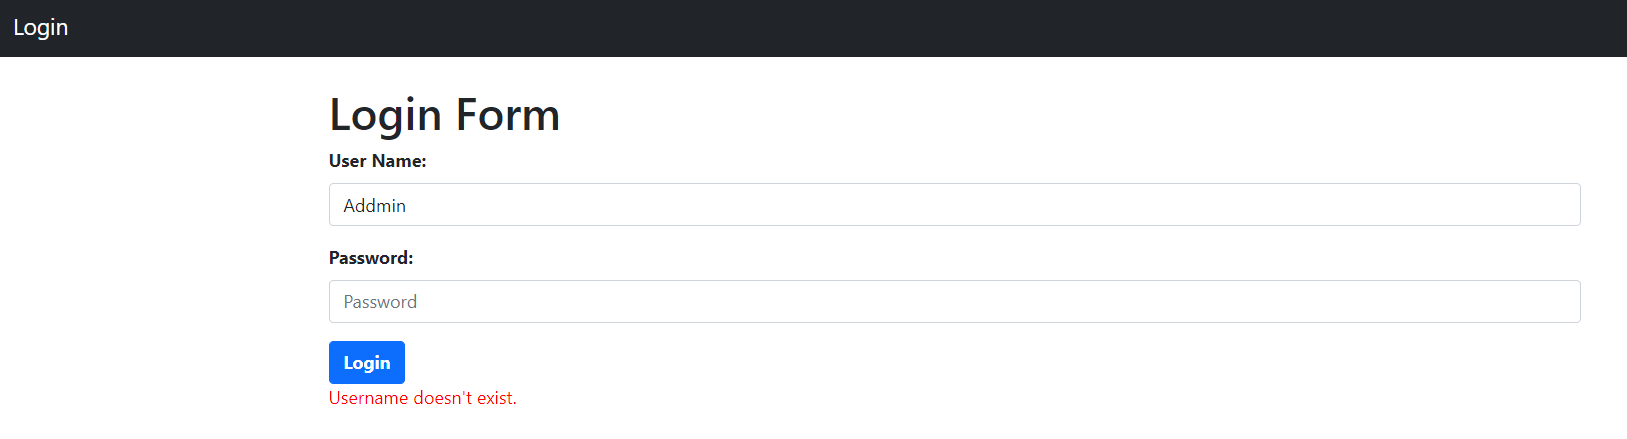 Login
Login Form
User Name:
Addmin
Password:
Password
Login
Username doesn't exist.